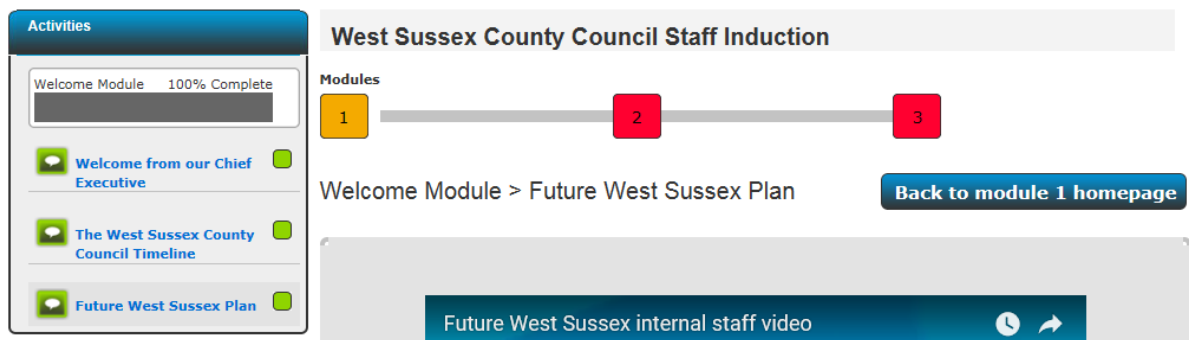 Activities
Welcome Module 100% Complete
Welcome from our Chief
Executive
The West Sussex County
Council Timeline
Future West Sussex Plan
West Sussex County Council Staff Induction
Modules
1 2 3
Welcome Module > Future West Sussex Plan
Back to module 1 homepage
Future West Sussex internal staff video